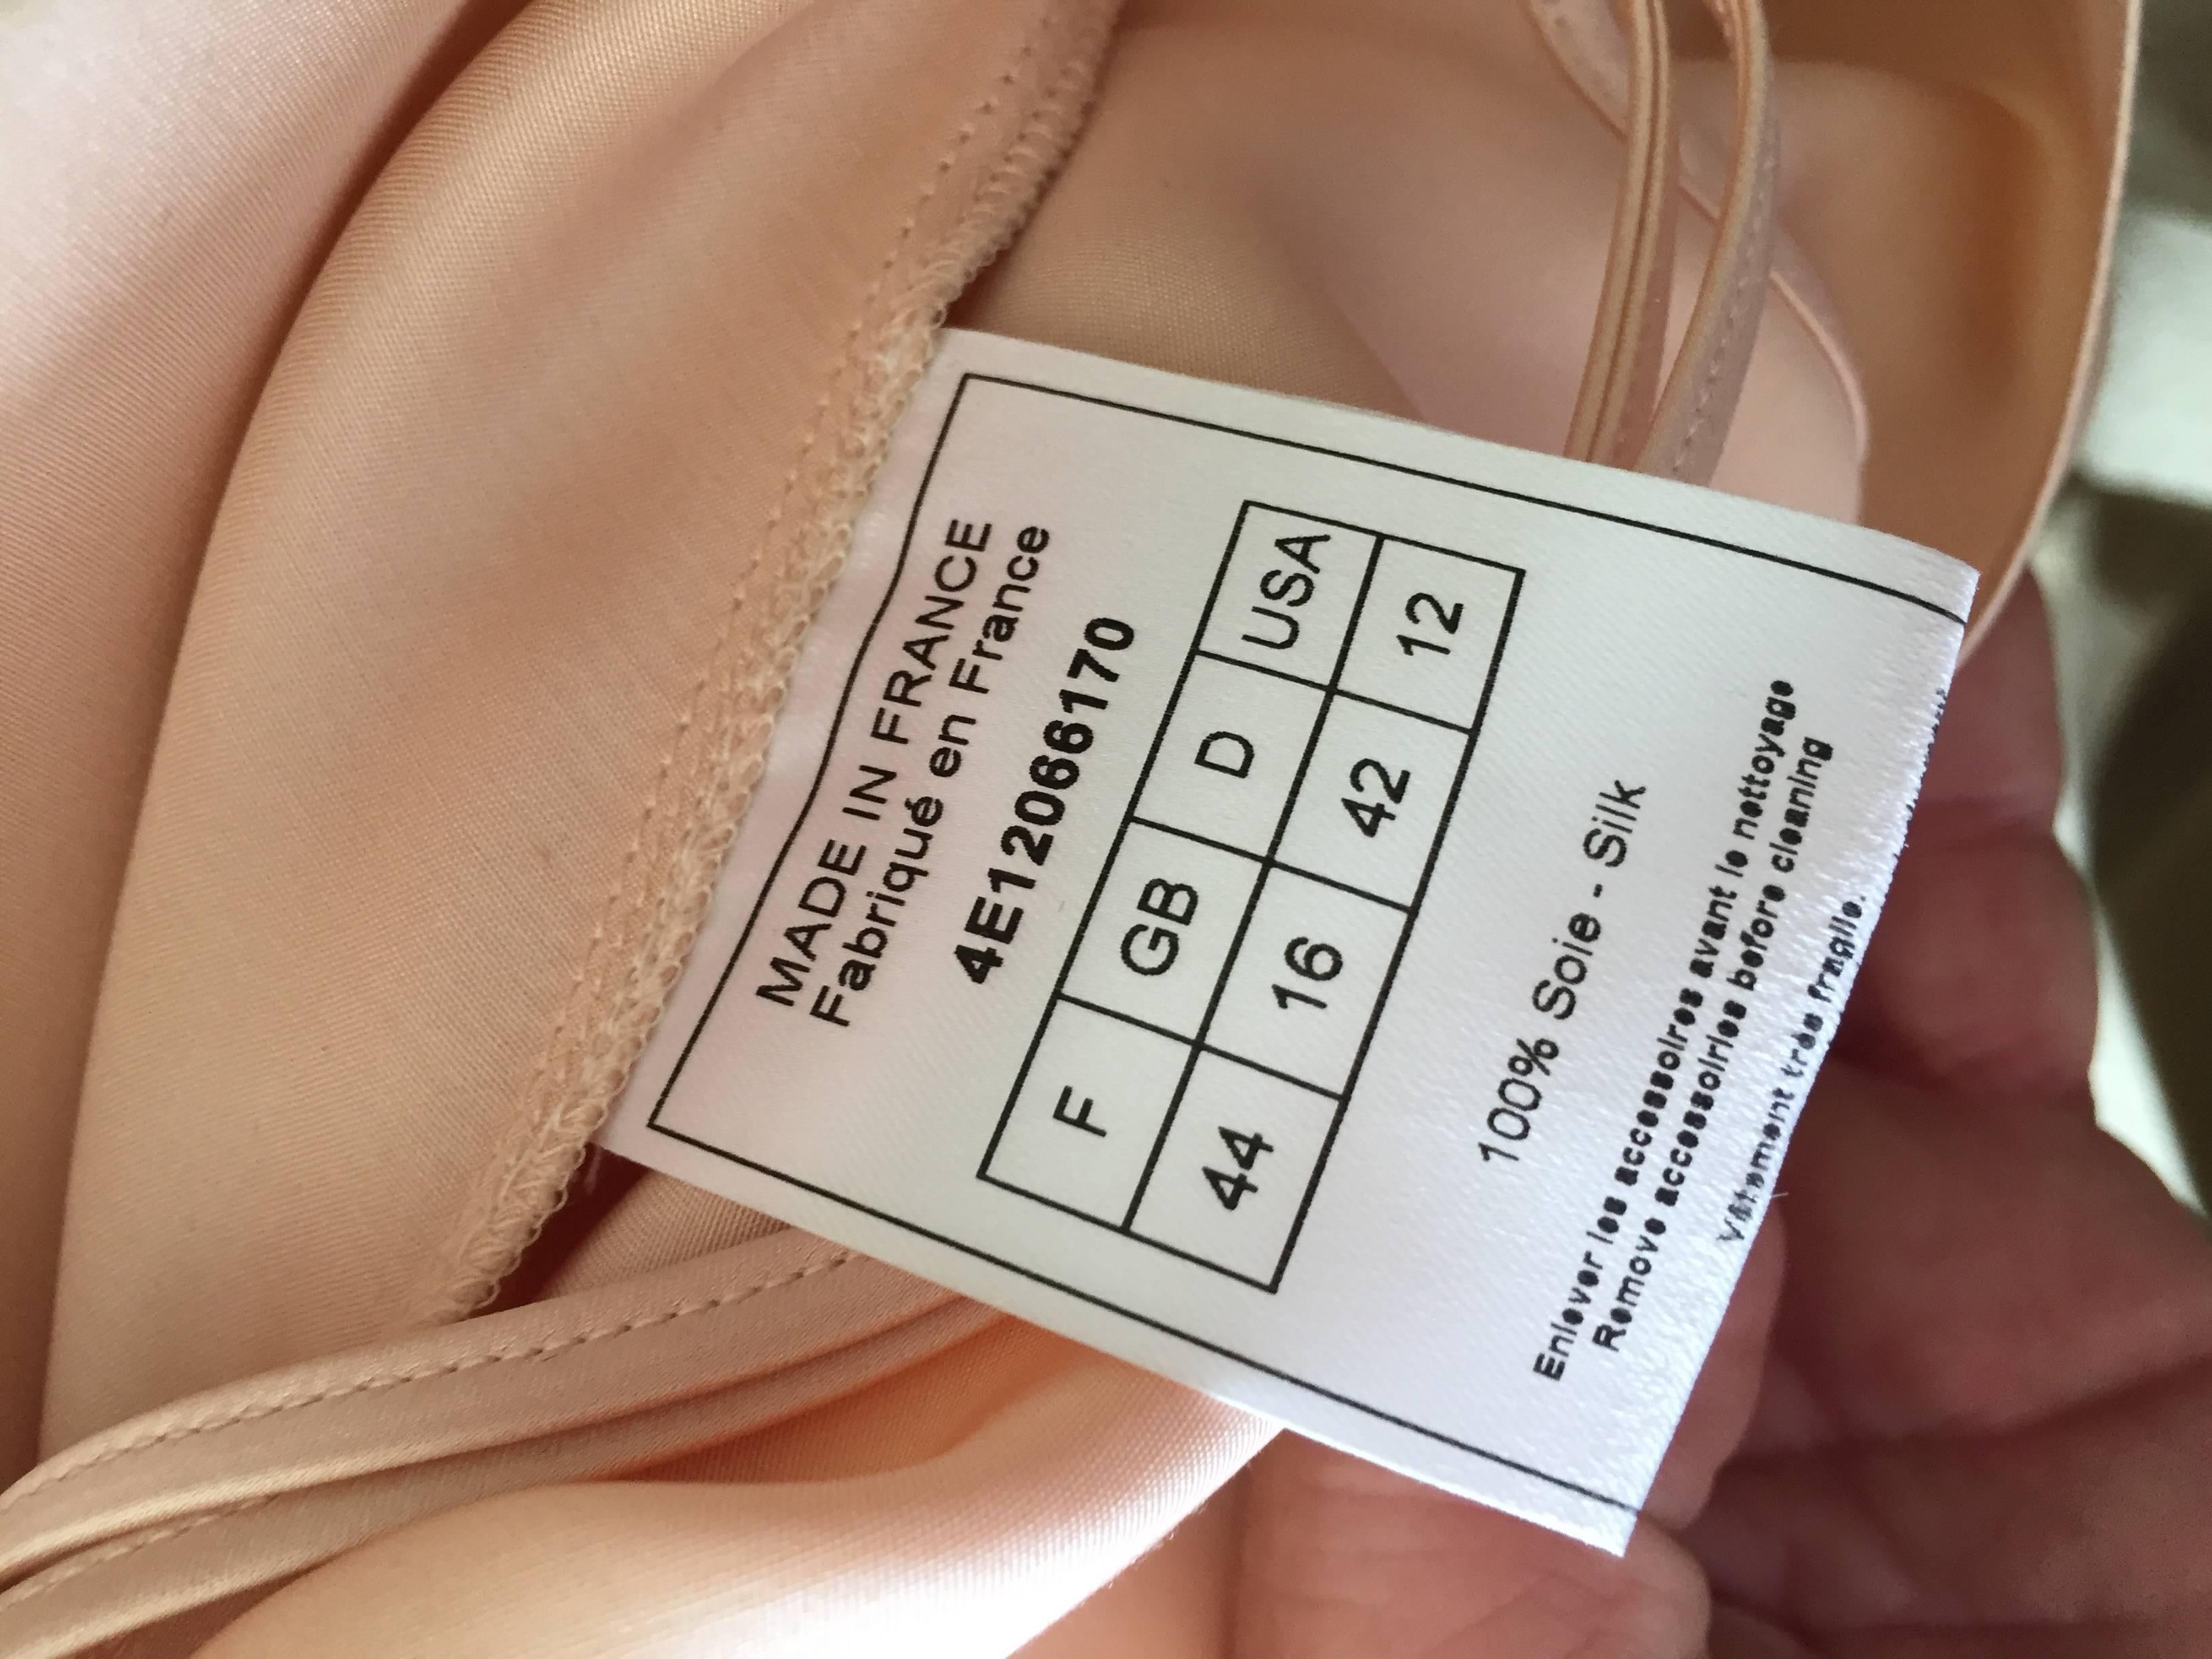 MADE IN FRANCE
Fabriqué en France
4E12066170
F GB D USA
44 16 42 12
100% Soie - Silk
Enlever les accessoires avant le nettoyage
Remove accessoiries before cleaning
Vêtement très fragile.